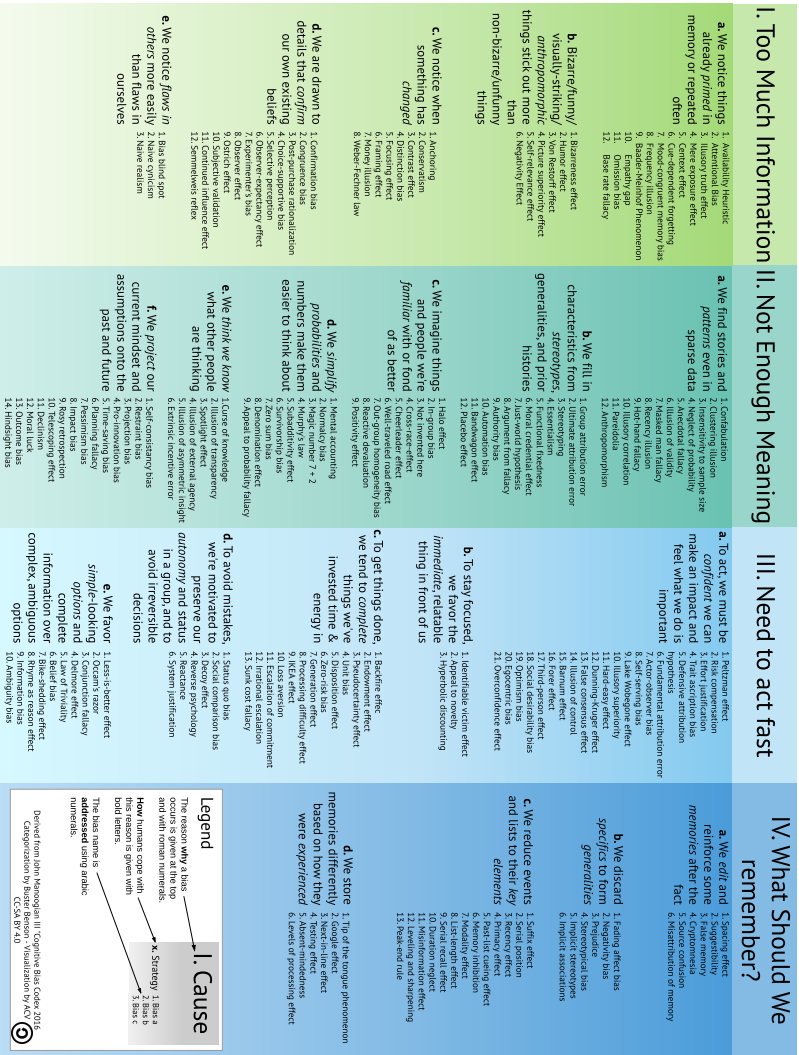 I. Too Much Information
a. We notice things
already primed in
memory or repeated
often
1. Availability Heuristic
2. Attentional Bias
3. Illusory truth effect
4. Mere exposure effect
5. Context effect
6. Cue-dependent forgetting
7. Mood-congruent memory bias
8. Frequency illusion
9. Baader-Meinhof Phenomenon
10. Empathy gap
11. Omission bias
12. Base rate fallacy
b. Bizarre/funny/
visually-striking/
anthropomorphic
things stick out more
than
non-bizarre/unfunny
things
1. Bizarreness effect
2. Humor effect
3. Von Restorff effect
4. Picture superiority effect
5. Self-relevance effect
6. Negativity Effect
c. We notice when
something has
changed
1. Anchoring
2. Conservatism
3. Contrast effect
4. Distinction bias
5. Focusing effect
6. Framing effect
7. Money illusion
8. Weber-Fechner law
d. We are drawn to
details that confirm
our own existing
beliefs
1. Confirmation bias
2. Congruence bias
3. Post-purchase rationalization
4. Choice-supportive bias
5. Selective perception
6. Observer-expectancy effect
7. Experimenter's bias
8. Observer effect
9. Ostrich effect
10. Subjective validation
11. Continued influence effect
12. Semmelweis reflex
e. We notice flaws in
others more easily
than flaws in
ourselves
1. Bias blind spot
2. Naïve cynicism
3. Naïve realism
II. Not Enough Meaning
a. We find stories and
patterns even in
sparse data
1. Confabulation
2. Clustering illusion
3. Insensitivity to sample size
4. Neglect of probability
5. Anecdotal fallacy
6. Illusion of validity
7. Masked man fallacy
8. Recency illusion
9. Hot-hand fallacy
10. Illusory correlation
11. Pareidolia
12. Anthropomorphism
b. We fill in
characteristics from
stereotypes,
generalities, and prior
histories
1. Group attribution error
2. Ultimate attribution error
3. Stereotyping
4. Essentialism
5. Functional fixedness
6. Moral credential effect
7. Just-world hypothesis
8. Argument from fallacy
9. Authority bias
10. Automation bias
11. Bandwagon effect
12. Placebo effect
c. We imagine things
and people we're
familiar with or fond
of as better
1. Halo effect
2. In-group bias
3. Not invented here
4. Cross-race-effect
5. Cheerleader effect
6. Well-traveled road effect
7. Out-group homogeneity bias
8. Reactive devaluation
9. Positivity effect
d. We simplify
probabilities and
numbers make them
easier to think about
1. Mental accounting
2. Normalcy bias
3. Magic number 7 + 2
4. Murphy's law
5. Subadditivity effect
6. Survivorship bias
7. Zero sum bias
8. Denomination effect
9. Appeal to probability fallacy
e. We think we know
what other people
are thinking
1.Curse of knowledge
2. Illusion of transparency
3. Spotlight effect
4. Illusion of external agency
5. Illusion of asymmetric insight
6. Extrinsic incentive error
f. We project our
current mindset and
assumptions onto the
past and future
1.Self-consistancy bias
2. Restraint bias
3. Projection bias
4. Pro-innovation bias
5. Time-saving bias
6. Planning fallacy
7. Pessimism bias
8. Impact bias
9. Rosy retrospection
10. Telescoping effect
11. Declinism
12. Moral luck
13. Outcome bias
14. Hindsight bias
III. Need to act fast
a. To act, we must be
confident we can
make an impact and
feel what we do is
important
1. Peltzman effect
2. Risk compensation
3. Effort justification
4. Trait ascription bias
5. Defensive attribution
hypothesis
6. Fundamental attribution error
7. Actor-observer bias
8. Self-serving bias
9. Lake Wobegone effect
10. Illusory superiority
11. Hard-easy effect
12. Dunning-Kruger effect
13. False consensus effect
14. Illusion of control
15. Barnum effect
16. Forer effect
17. Third-person effect
18. Social desirability bias
19. Optimism bias
20. Egocentric bias
21. Overconfidence effect
b. To stay focused,
we favor the
immediate, relatable
thing in front of us
1. Identifiable victim effect
2. Appeal to novelty
3. Hyperbolic discounting
c. To get things done,
we tend to complete
things we've
invested time &
energy in
1. Backfire effect
2. Endowment effect
3. Pseudocertainty effect
4. Unit bias
5. Disposition effect
6. Zero-risk bias
7. Generation effect
8. Processing difficulty effect
9. IKEA effect
10. Loss aversion
11. Escalation of commitment
12. Irrational escalation
13. Sunk cost fallacy
d. To avoid mistakes,
we're motivated to
preserve our
autonomy and status
in a group, and to
avoid irreversible
decisions
1. Status quo bias
2. Social comparison bias
3. Decoy effect
4. Reverse psychology
5. Reactance
6. System justification
e. We favor
simple-looking
options and
complete
information over
complex, ambiguous
options
1. Less-is-better effect
2. Occam's razor
3. Conjunction fallacy
4. Delmore effect
5. Law of Triviality
6. Belief bias
7. Bike-shedding effect
8. Rhyme as reason effect
9. Information bias
10. Ambiguity bias
IV. What Should We
remember?
a. We edit and
reinforce some
memories after the
fact
1. Spacing effect
2. Suggestibility
3. False memory
4. Cryptomnesia
5. Source confusion
6. Misattribution of memory
b. We discard
specifics to form
generalities
1. Fading affect bias
2. Negativity bias
3. Prejudice
4. Stereotypical bias
5. Implicit stereotypes
6. Implicit associations
c. We reduce events
and lists to their key
elements
1. Suffix effect
2. Serial position
3. Recency effect
4. Primacy effect
5. Past-list cueing effect
6. Memory inhibition
7. Modality effect
8. List-length effect
9. Serial recall effect
10. Duration neglect
11. Misinformation effect
12. Leveling and sharpening
13. Peak-end rule
d. We store
memories differently
based on how they
were experienced
1. Tip of the tongue phenomenon
2. Google effect
3. Next-in-line effect
4. Testing effect
5. Absent-mindedness
6. Levels of processing effect
Legend
The reason why a bias
occurs is given at the top
and with roman numerals.
How humans cope with
this reason is given with
bold letters.
The bias name is
addressed using arabic
numerals.
I. Cause
x. Strategy
1. Bias a
2. Bias b
3. Bias c
Derived from John Manoogian III "Cognitive Bias Codex 2016
Categorization by Buster Benson - Visualization by ACV
CC-SA BY 4.0